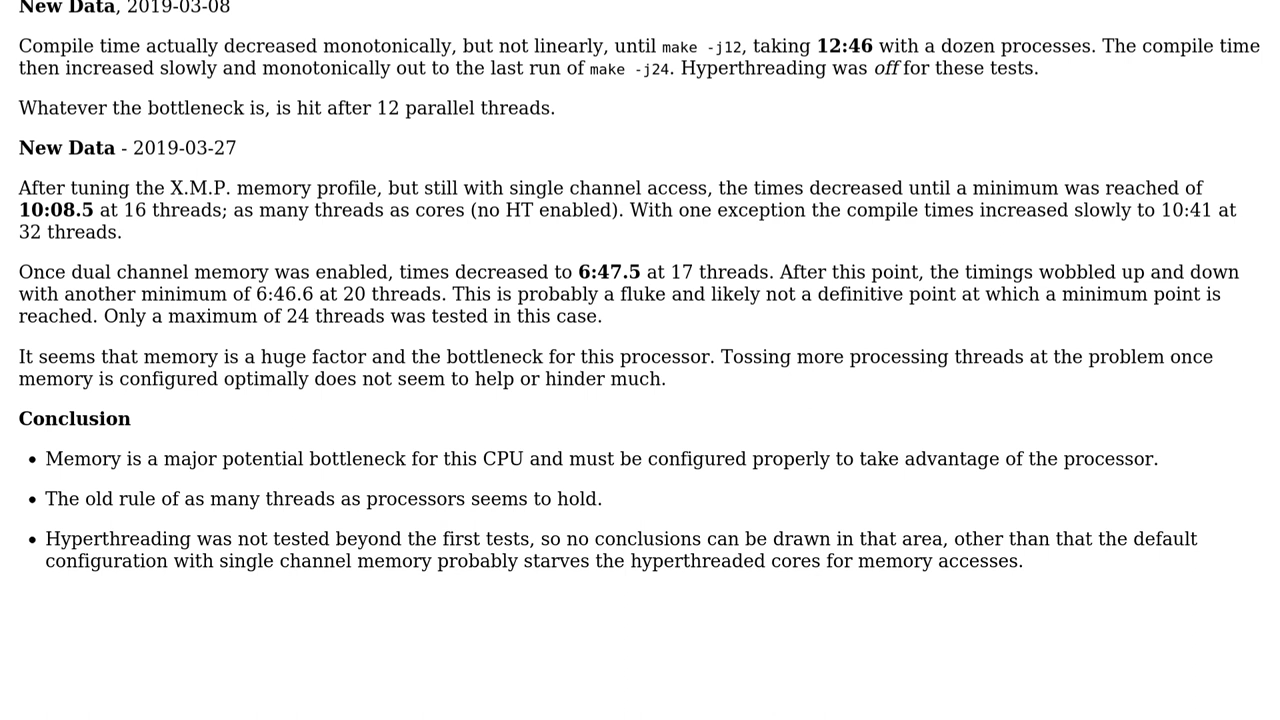 New Data, 2019-03-08
Compile time actually decreased monotonically, but not linearly, until make -j12, taking 12:46 with a dozen processes. The compile time
then increased slowly and monotonically out to the last run of make -j24. Hyperthreading was off for these tests.
Whatever the bottleneck is, is hit after 12 parallel threads.
New Data - 2019-03-27
After tuning the X.M.P. memory profile, but still with single channel access, the times decreased until a minimum was reached of
10:08.5 at 16 threads; as many threads as cores (no HT enabled). With one exception the compile times increased slowly to 10:41 at
32 threads.
Once dual channel memory was enabled, times decreased to 6:47.5 at 17 threads. After this point, the timings wobbled up and down
with another minimum of 6:46.6 at 20 threads. This is probably a fluke and likely not a definitive point at which a minimum point is
reached. Only a maximum of 24 threads was tested in this case.
It seems that memory is a huge factor and the bottleneck for this processor. Tossing more processing threads at the problem once
memory is configured optimally does not seem to help or hinder much.
Conclusion
• Memory is a major potential bottleneck for this CPU and must be configured properly to take advantage of the processor.
• The old rule of as many threads as processors seems to hold.
• Hyperthreading was not tested beyond the first tests, so no conclusions can be drawn in that area, other than that the default
configuration with single channel memory probably starves the hyperthreaded cores for memory accesses.